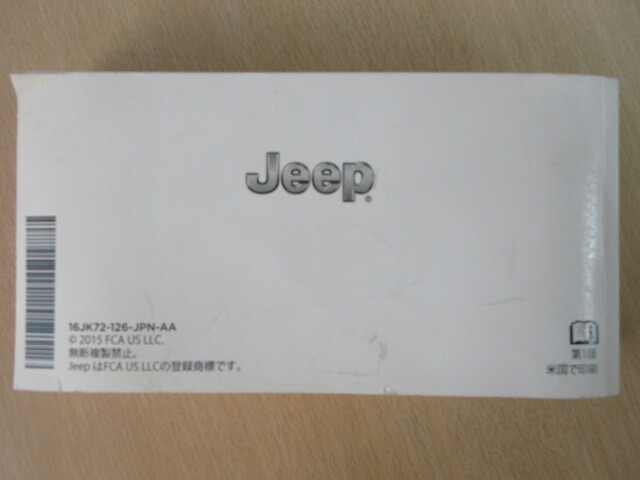 Jeep®
16JK72-126-JPN-AA
© 2015 FCA US LLC.
無断複製禁止。
Jeep はFCA US LLCの登録商標です。
第1版
米国で印刷